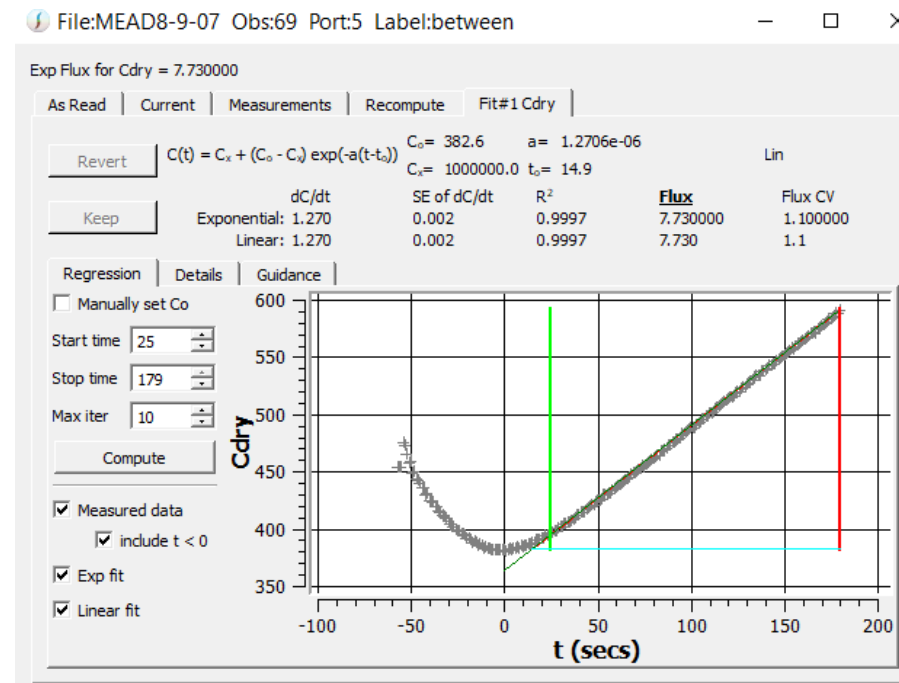 File:MEAD8-9-07 Obs:69 Port:5 Label:between
Exp Flux for Cdry = 7.730000
As Read Current Measurements Recompute Fit#1 Cdry
Revert C(t) = Cx + (Co - Cx) exp(-a(t-to)) Co= 382.6 a= 1.2706e-06 Lin
Cx= 1000000.0 to= 14.9
dC/dt SE of dC/dt R² Flux Flux CV
Keep Exponential: 1.270 0.002 0.9997 7.730000 1.100000
Linear: 1.270 0.002 0.9997 7.730 1.1
Regression Details Guidance
Manually set Co
Start time 25
Stop time 179
Max iter 10
Compute
Measured data
include t < 0
Exp fit
Linear fit
Cdry
600
550
500
450
400
350
-100 -50 0 50 100 150 200
t (secs)